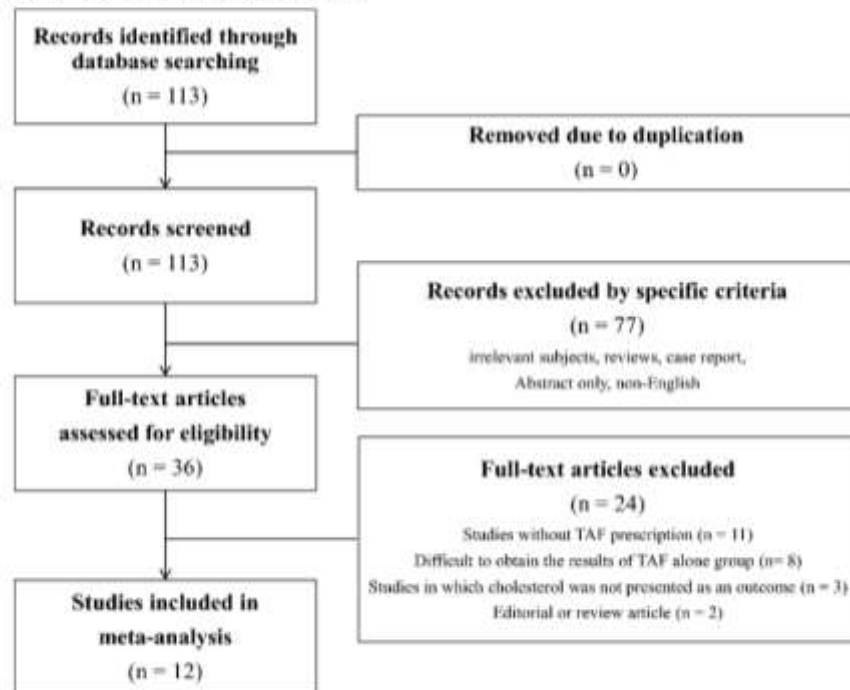 Records identified through
database searching
(n = 113)
Removed due to duplication
(n = 0)
Records screened
(n = 113)
Records excluded by specific criteria
(n = 77)
irrelevant subjects, reviews, case report,
Abstract only, non-English
Full-text articles
assessed for eligibility
(n = 36)
Full-text articles excluded
(n = 24)
Studies without TAF prescription (n = 11)
Difficult to obtain the results of TAF alone group (n= 8)
Studies in which cholesterol was not presented as an outcome (n = 3)
Editorial or review article (n = 2)
Studies included in
meta-analysis
(n = 12)